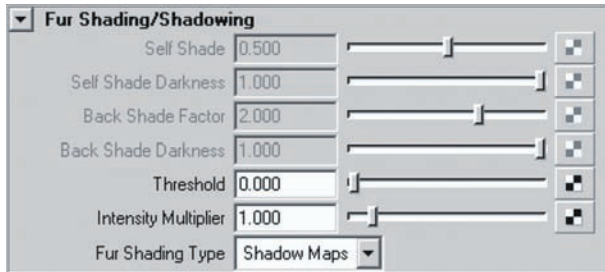 Fur Shading/Shadowing
Self Shade 0.500
Self Shade Darkness 1.000
Back Shade Factor 2.000
Back Shade Darkness 1.000
Threshold 0.000
Intensity Multiplier 1.000
Fur Shading Type Shadow Maps